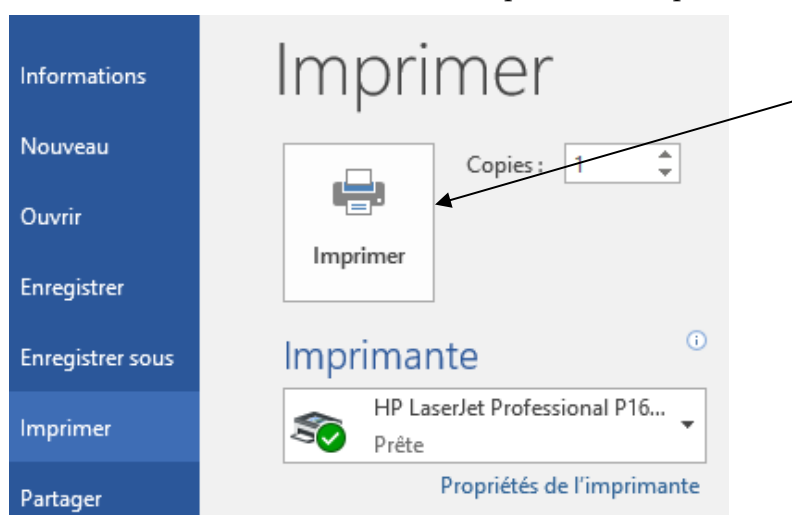 Informations
Nouveau
Ouvrir
Enregistrer
Enregistrer sous
Imprimer
Partager
Imprimer
Copies : 1
Imprimer
Imprimante
HP LaserJet Professional P16...
Prête
Propriétés de l'imprimante